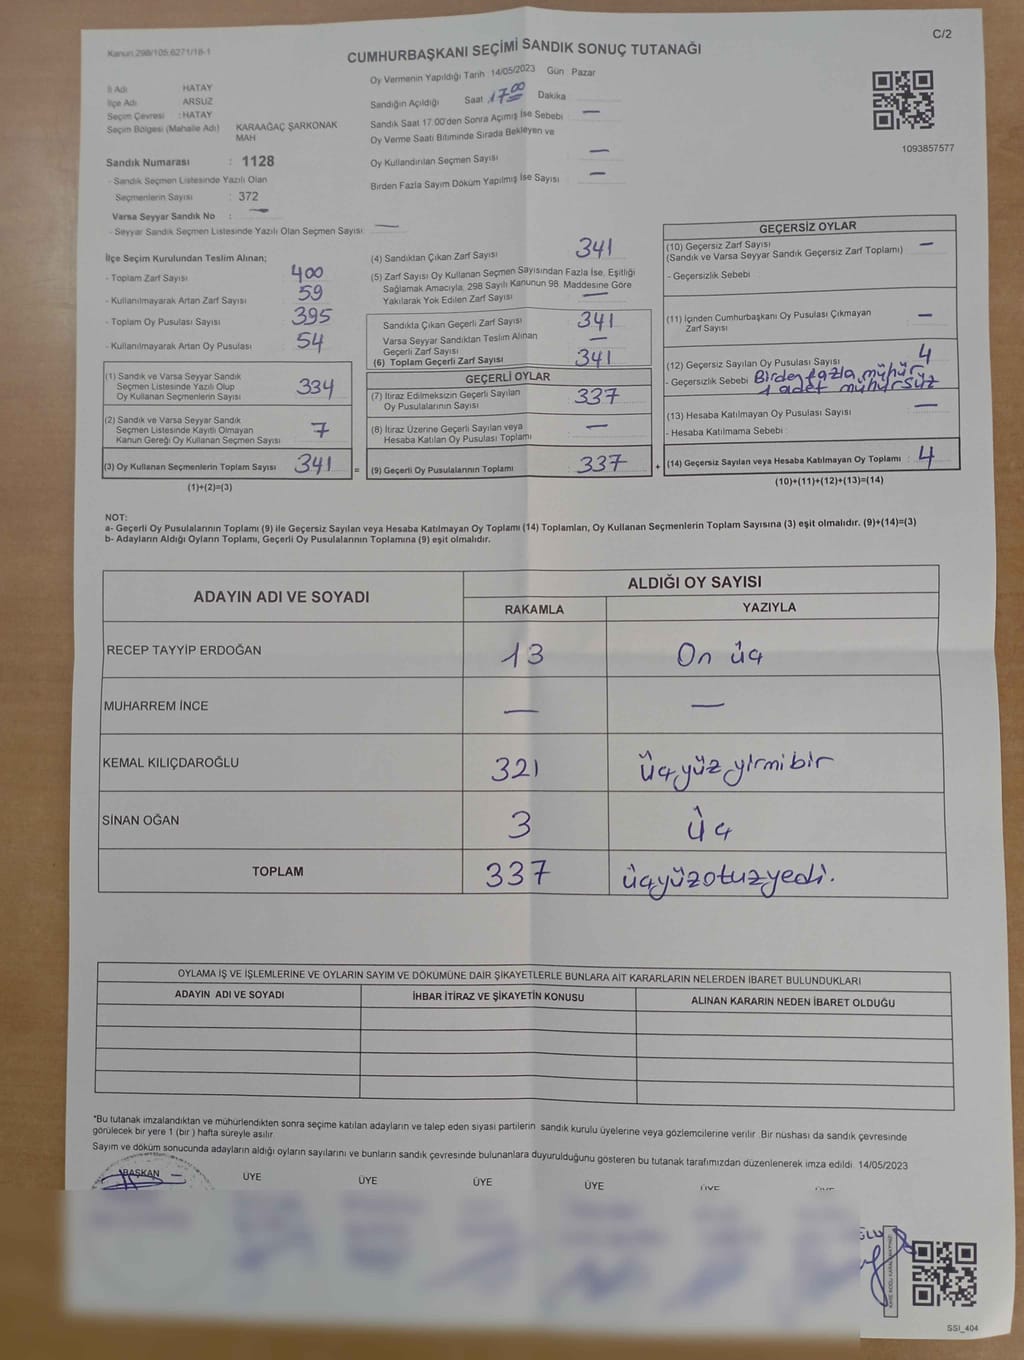 Kanun 298/105;6271/18-1
C/2
CUMHURBAŞKANI SEÇİMİ SANDIK SONUÇ TUTANAĞI
Oy Vermenin Yapıldığı Tarih 14/05/2023 Gün Pazar
İl Adı HATAY
İlçe Adı ARSUZ
Seçim Çevresi : HATAY
Seçim Bölgesi (Mahalle Adı) KARAAĞAÇ ŞARKONAK MAH
Sandık Numarası : 1128
- Sandık Seçmen Listesinde Yazılı Olan
Seçmenlerin Sayısı : 372
Varsa Seyyar Sandık No : —
- Seyyar Sandık Seçmen Listesinde Yazılı Olan Seçmen Sayısı: —
Sandığın Açıldığı Saat 17.00 Dakika
Sandık Saat 17:00'den Sonra Açılmış İse Sebebi —
Oy Verme Saati Bitiminde Sırada Bekleyen ve
Oy Kullandırılan Seçmen Sayısı —
Birden Fazla Sayım Döküm Yapılmış İse Sayısı —
1093857577
İlçe Seçim Kurulundan Teslim Alınan;
- Toplam Zarf Sayısı 400
- Kullanılmayarak Artan Zarf Sayısı 59
- Toplam Oy Pusulası Sayısı 395
- Kullanılmayarak Artan Oy Pusulası 54
(1) Sandık ve Varsa Seyyar Sandık
Seçmen Listesinde Yazılı Olup
Oy Kullanan Seçmenlerin Sayısı 334
(2) Sandık ve Varsa Seyyar Sandık
Seçmen Listesinde Kayıtlı Olmayan
Kanun Gereği Oy Kullanan Seçmen Sayısı 7
(3) Oy Kullanan Seçmenlerin Toplam Sayısı 341 =
(1)+(2)=(3)
(4) Sandıktan Çıkan Zarf Sayısı 341
(5) Zarf Sayısı Oy Kullanan Seçmen Sayısından Fazla İse, Eşitliği
Sağlamak Amacıyla, 298 Sayılı Kanunun 98. Maddesine Göre
Yakılarak Yok Edilen Zarf Sayısı —
Sandıkta Çıkan Geçerli Zarf Sayısı 341
Varsa Seyyar Sandıktan Teslim Alınan
Geçerli Zarf Sayısı —
(6) Toplam Geçerli Zarf Sayısı 341
GEÇERLİ OYLAR
(7) İtiraz Edilmeksizin Geçerli Sayılan
Oy Pusulalarının Sayısı 337
(8) İtiraz Üzerine Geçerli Sayılan veya
Hesaba Katılan Oy Pusulası Toplamı —
(9) Geçerli Oy Pusulalarının Toplamı 337 +
GEÇERSİZ OYLAR
(10) Geçersiz Zarf Sayısı —
(Sandık ve Varsa Seyyar Sandık Geçersiz Zarf Toplamı)
- Geçersizlik Sebebi
(11) İçinden Cumhurbaşkanı Oy Pusulası Çıkmayan
Zarf Sayısı —
(12) Geçersiz Sayılan Oy Pusulası Sayısı 4
- Geçersizlik Sebebi Birden fazla mühür
1 adet mühürsüz
(13) Hesaba Katılmayan Oy Pusulası Sayısı —
- Hesaba Katılmama Sebebi :
(14) Geçersiz Sayılan veya Hesaba Katılmayan Oy Toplamı : 4
(10)+(11)+(12)+(13)=(14)
NOT:
a- Geçerli Oy Pusulalarının Toplamı (9) ile Geçersiz Sayılan veya Hesaba Katılmayan Oy Toplamı (14) Toplamları, Oy Kullanan Seçmenlerin Toplam Sayısına (3) eşit olmalıdır. (9)+(14)=(3)
b- Adayların Aldığı Oyların Toplamı, Geçerli Oy Pusulalarının Toplamına (9) eşit olmalıdır.
ADAYIN ADI VE SOYADI
ALDIĞI OY SAYISI
RAKAMLA YAZIYLA
RECEP TAYYİP ERDOĞAN 13 On üç
MUHARREM İNCE — —
KEMAL KILIÇDAROĞLU 321 üçyüzyirmibir
SİNAN OĞAN 3 üç
TOPLAM 337 üçyüzotuzyedi.
OYLAMA İŞ VE İŞLEMLERİNE VE OYLARIN SAYIM VE DÖKÜMÜNE DAİR ŞİKAYETLERLE BUNLARA AİT KARARLARIN NELERDEN İBARET BULUNDUKLARI
ADAYIN ADI VE SOYADI İHBAR İTİRAZ VE ŞİKAYETİN KONUSU ALINAN KARARIN NEDEN İBARET OLDUĞU
*Bu tutanak imzalandıktan ve mühürlendikten sonra seçime katılan adayların ve talep eden siyasi partilerin sandık kurulu üyelerine veya gözlemcilerine verilir. Bir nüshası da sandık çevresinde
görülecek bir yere 1 (bir ) hafta süreyle asılır.
Sayım ve döküm sonucunda adayların aldığı oyların sayılarını ve bunların sandık çevresinde bulunanlara duyurulduğunu gösteren bu tutanak tarafımızdan düzenlenerek imza edildi. 14/05/2023
BAŞKAN ÜYE ÜYE ÜYE ÜYE ÜYE ÜYE
SSI_404